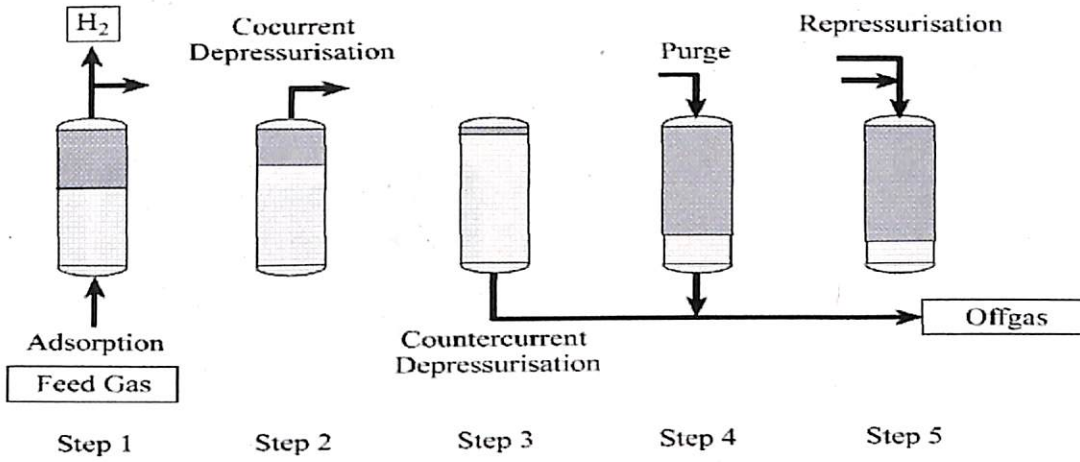 H₂
Cocurrent
Depressurisation
Purge
Repressurisation
Adsorption
Feed Gas
Countercurrent
Depressurisation
Offgas
Step 1
Step 2
Step 3
Step 4
Step 5